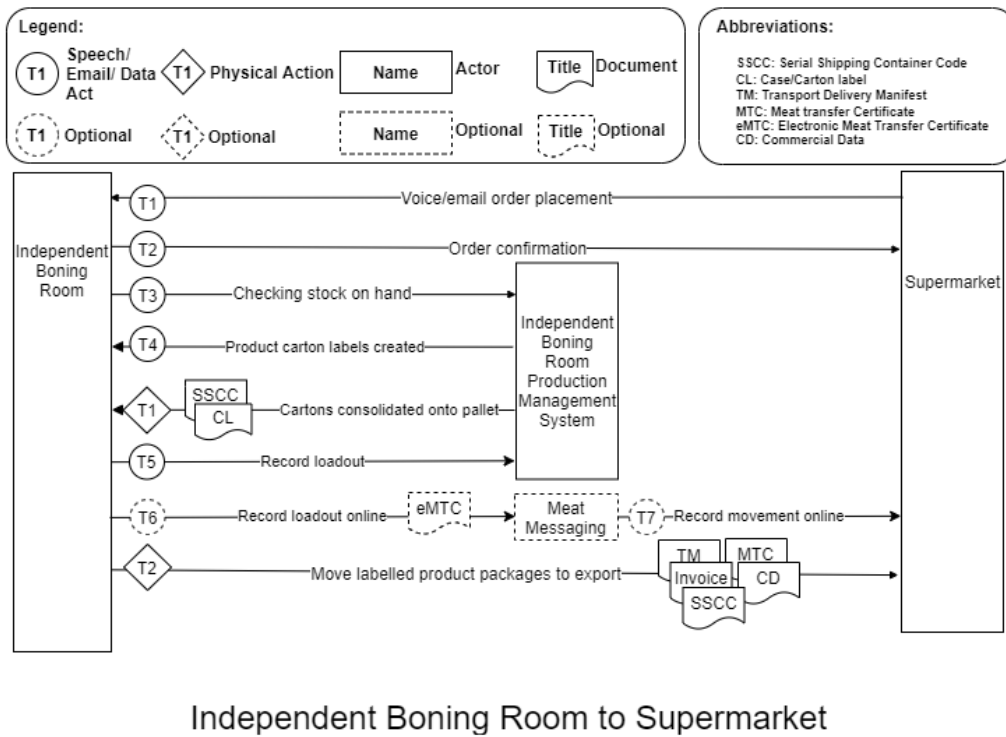 Legend:
T1
Speech/
Email/ Data
Act
T1
Physical Action
Name
Actor
Title
Document
T1
Optional
T1
Optional
Name
Optional
Title
Optional
Abbreviations:
SSCC: Serial Shipping Container Code
CL: Case/Carton label
TM: Transport Delivery Manifest
MTC: Meat transfer Certificate
eMTC: Electronic Meat Transfer Certificate
CD: Commercial Data
Independent
Boning
Room
Supermarket
T1
Voice/email order placement
T2
Order confirmation
T3
Checking stock on hand
Independent
Boning
Room
Production
Management
System
T4
Product carton labels created
T1
SSCC
CL
Cartons consolidated onto pallet
T5
Record loadout
T6
Record loadout online
eMTC
Meat
Messaging
T7
Record movement online
T2
Move labelled product packages to export
TM
MTC
Invoice
CD
SSCC
Independent Boning Room to Supermarket